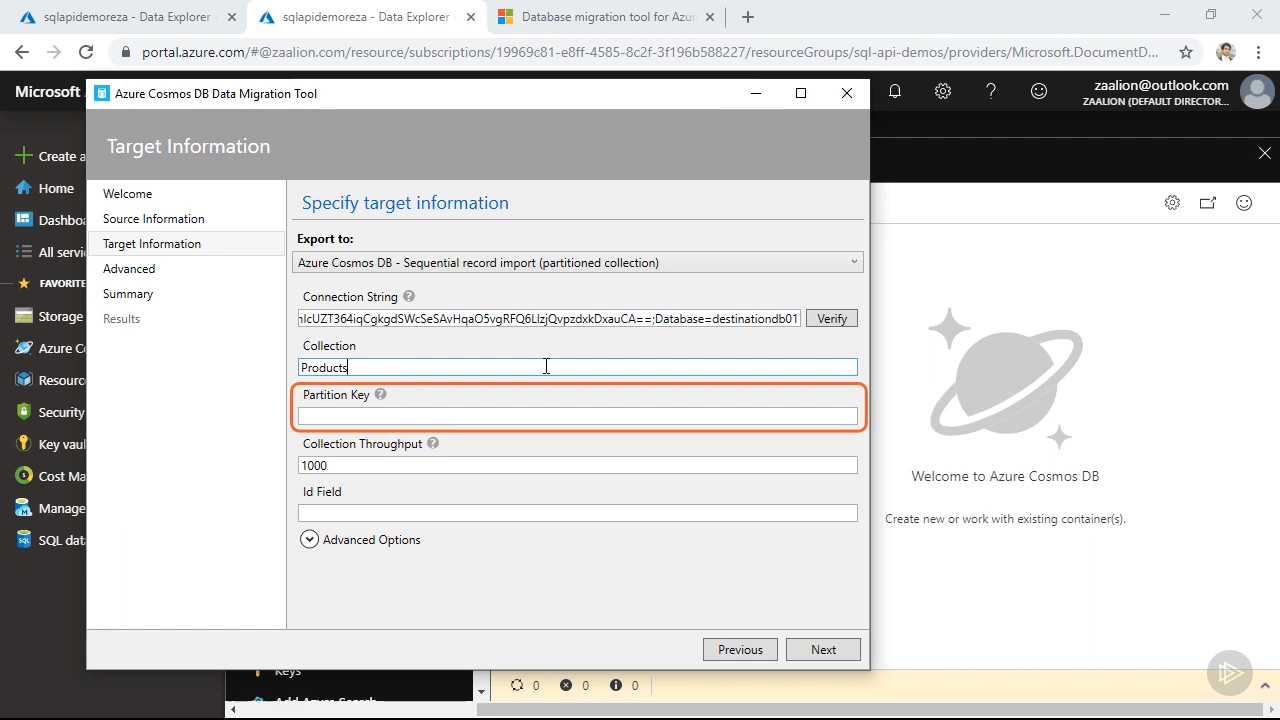 sqlapidemoreza - Data Explorer
sqlapidemoreza - Data Explorer
Database migration tool for Azur
portal.azure.com/#@zaalion.com/resource/subscriptions/19969c81-e8ff-4585-8c2f-3f196b588227/resourceGroups/sql-api-demos/providers/Microsoft.DocumentD...
Microsoft
zaalion@outlook.com
ZAALION (DEFAULT DIRECTOR...
Azure Cosmos DB Data Migration Tool
Target Information
Create a
Home
Dashboa
All servi
FAVORITE
Storage
Azure C
Resourc
Security
Key vaul
Cost Ma
Manage
SQL data
Welcome
Source Information
Target Information
Advanced
Summary
Results
Specify target information
Export to:
Azure Cosmos DB - Sequential record import (partitioned collection)
Connection String
Verify
Collection
Products
Partition Key
Collection Throughput
1000
Id Field
Advanced Options
Previous
Next
Welcome to Azure Cosmos DB
Create new or work with existing container(s).
Keys
Add Azure Search
0
0
0